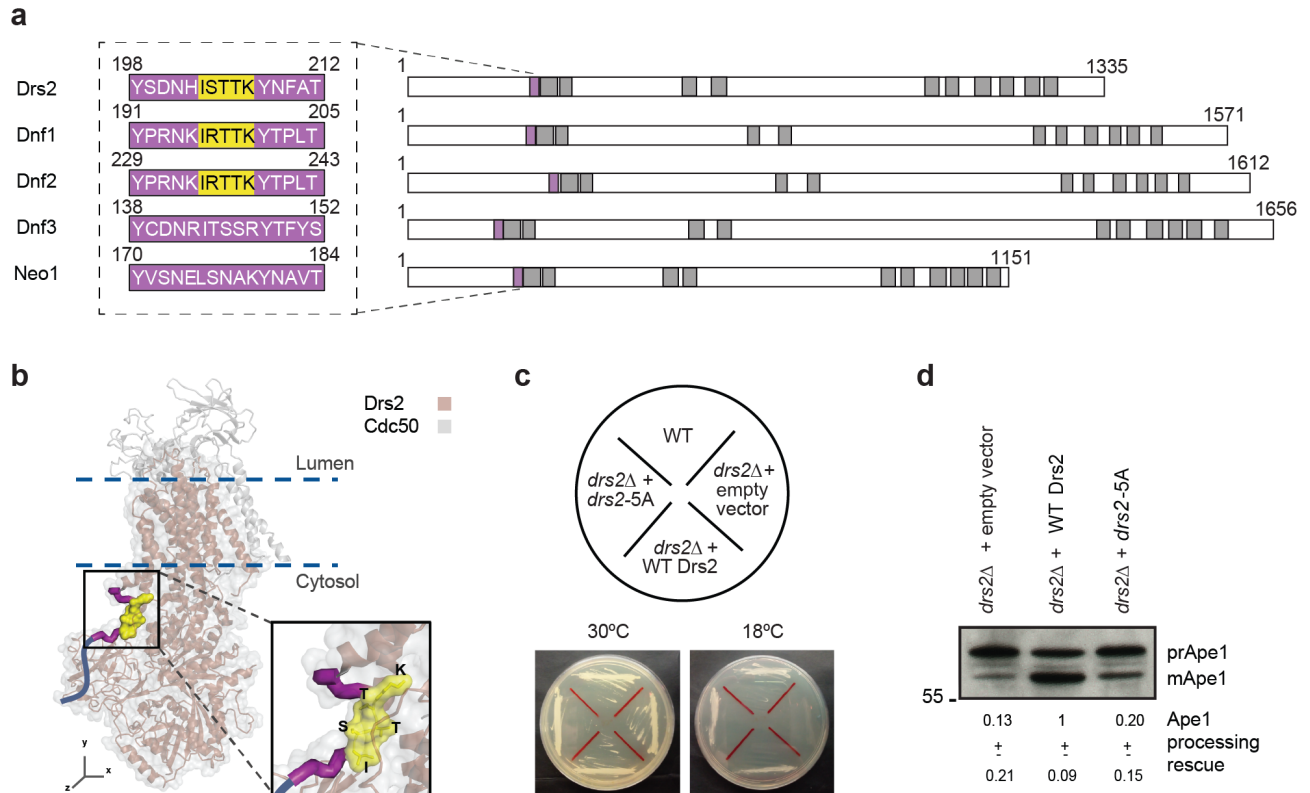 a
198 212
Drs2 YSDNHISTTKYNFAT 1 1335
191 205
Dnf1 YPRNKIRTTKYTPLT 1 1571
229 243
Dnf2 YPRNKIRTTKYTPLT 1 1612
138 152
Dnf3 YCDNRITSSRYTFYS 1 1656
170 184
Neo1 YVSNELSNAKYNAVT 1 1151
b
Drs2
Cdc50
Lumen
Cytosol
K
T
S T
I
y
x
z
c
WT
drs2Δ +
drs2-5A
drs2Δ +
empty
vector
drs2Δ +
WT Drs2
30ºC 18ºC
d
drs2Δ + empty vector
drs2Δ + WT Drs2
drs2Δ + drs2-5A
prApe1
mApe1
55 -
0.13 1 0.20
± ± ±
0.21 0.09 0.15
Ape1
processing
rescue